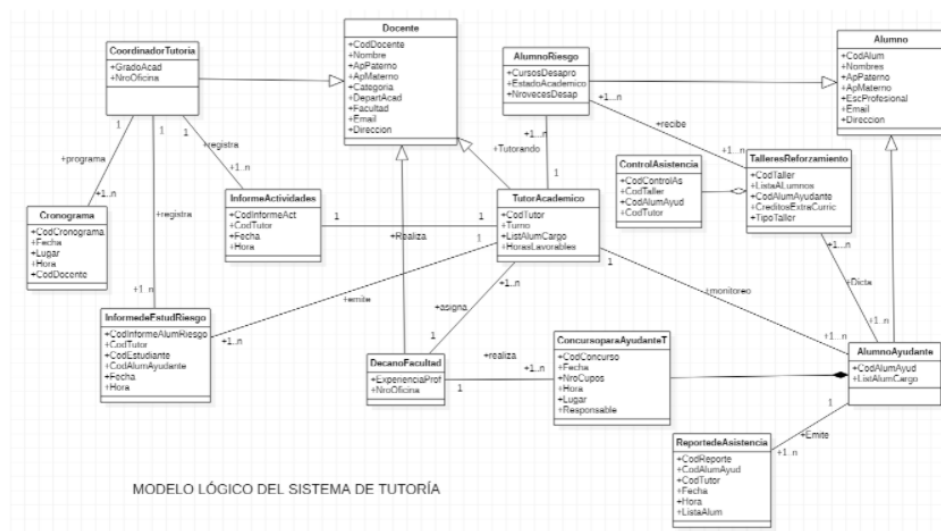 Docente
+CodDocente
+Nombre
+ApPaterno
+ApMaterno
+Categoria
+DepartAcad
+Facultad
+Email
+Direccion
CoordinadorTutoria
+GradoAcad
+NroOficina
AlumnoRiesgo
+CursosDesapro
+EstadoAcademico
+NrovecesDesap
Alumno
+CodAlum
+Nombres
+ApPaterno
+ApMaterno
+EscProfesional
+Email
+Direccion
1
1
1
+programa
+registra
+registra
+1..n
+1..n
+1..n
+1...n
+recibe
+1..n
+1...n
+Tutorando
1
ControlAsistencia
+CodControlAs
+CodTaller
+CodAlumAyud
+CodTutor
TalleresReforzamiento
+CodTaller
+ListaALumnos
+CodAlumAyudante
+CreditosExtraCurric
+TipoTaller
Cronograma
+CodCronograma
+Fecha
+Lugar
+Hora
+CodDocente
InformeActividades
+CodInformeAct
+CodTutor
+Fecha
+Hora
1
1
+Realiza
TutorAcademico
+CodTutor
+Turno
+ListAlumCargo
+HorasLavorables
1
1
+1...n
+Dicta
+1..n
+emite
+1..n
+asigna
+1..n
1
+monitoreo
+1..n
InformedeEstudRiesgo
+CodInformeAlumRiesgo
+CodTutor
+CodEstudiante
+CodAlumAyudante
+Fecha
+Hora
DecanoFacultad
+ExperienciaProf
+NroOficina
+realiza
1
+1..n
ConcursoparaAyudanteT
+CodConcurso
+Fecha
+NroCupos
+Hora
+Lugar
+Responsable
AlumnoAyudante
+CodAlumAyud
+ListAlumCargo
1
+Emite
+1..n
ReportedeAsistencia
+CodReporte
+CodAlumAyud
+CodTutor
+Fecha
+Hora
+ListaAlum
MODELO LÓGICO DEL SISTEMA DE TUTORÍA